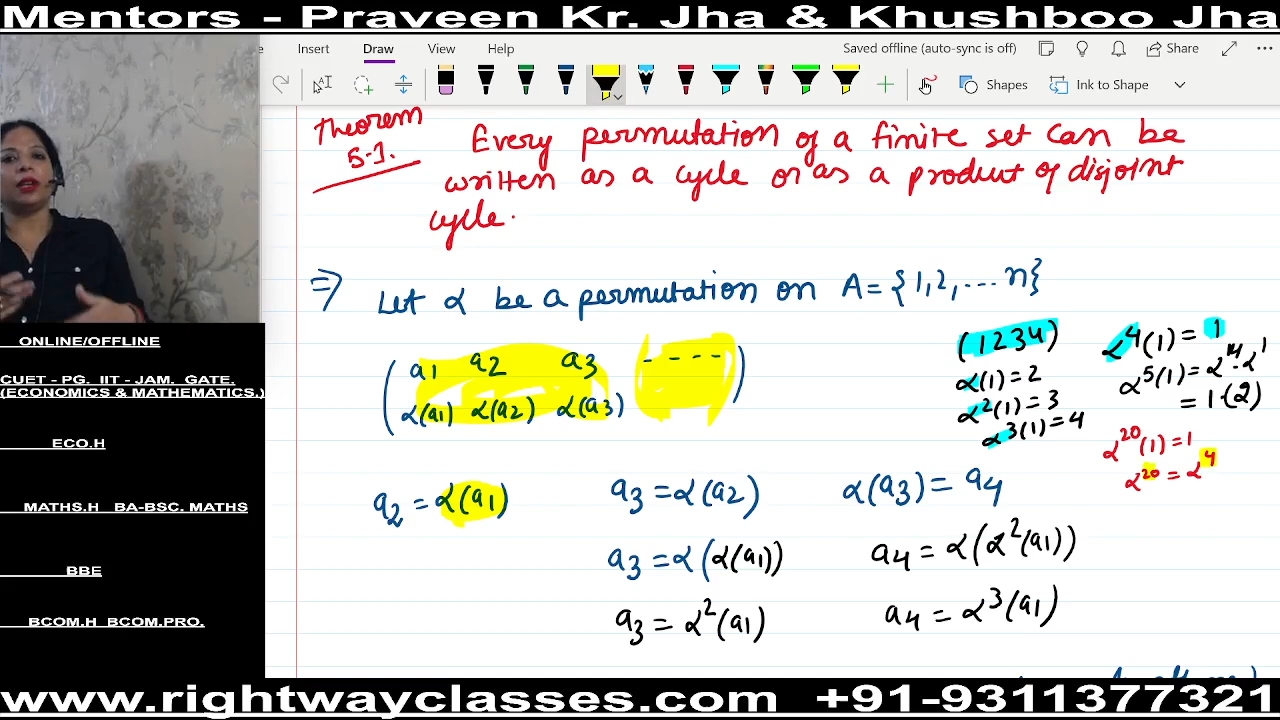 Mentors - Praveen Kr. Jha & Khushboo Jha
Insert Draw View Help Saved offline (auto-sync is off) Share
Shapes Ink to Shape
Theorem 5.1.
Every permutation of a finite set can be
written as a cycle or as a product of disjoint
cycle.
⇒ Let α be a permutation on A = {1,2,...n}
( a1 a2 a3 ---- )
α(a1) α(a2) α(a3)
(1234)
α(1)=2
α²(1)=3
α³(1)=4
α⁴(1) = 1
α⁵(1) = α⁴·α¹
= 1·(2)
α²⁰(1)=1
α²⁰ = α⁴
a2 = α(a1)
a3 = α(a2)
α(a3) = a4
a3 = α(α(a1))
a4 = α(α²(a1))
a3 = α²(a1)
a4 = α³(a1)
ONLINE/OFFLINE
CUET - PG. IIT - JAM. GATE.
(ECONOMICS & MATHEMATICS,)
ECO.H
MATHS.H BA-BSC. MATHS
BBE
BCOM.H BCOM.PRO.
www.rightwayclasses.com +91-9311377321